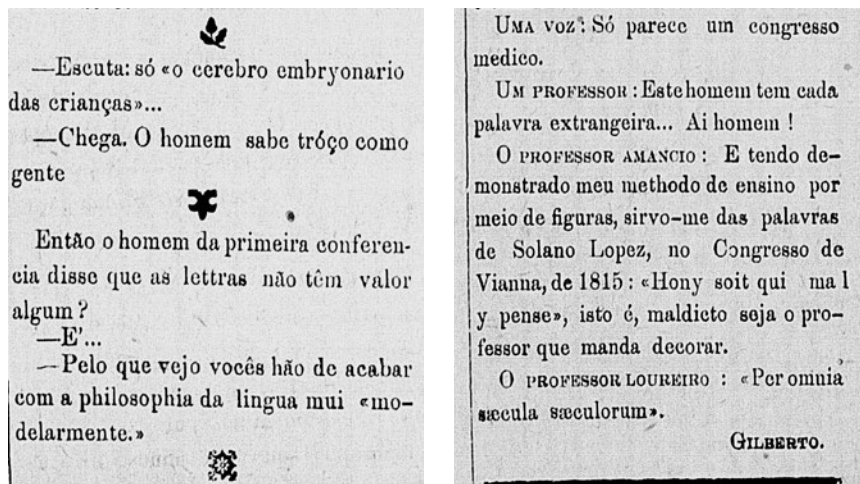 —Escuta: só «o cerebro embryonario
das crianças»...
—Chega. O homem sabe tróço como
gente
Então o homem da primeira conferen-
cia disse que as lettras não têm valor
algum?
—E'...
—Pelo que vejo vocês hão de acabar
com a philosophia da lingua mui «mo-
delarmente.»
UMA VOZ: Só parece um congresso
medico.
UM PROFESSOR: Este homem tem cada
palavra extrangeira... Ai homem!
O PROFESSOR AMANCIO: E tendo de-
monstrado meu methodo de ensino por
meio de figuras, sirvo-me das palavras
de Solano Lopez, no Congresso de
Vianna, de 1815: «Hony soit qui mal
y pense», isto é, maldicto seja o pro-
fessor que manda decorar.
O PROFESSOR LOUREIRO: «Per omnia
sæcula sæculorum».
GILBERTO.